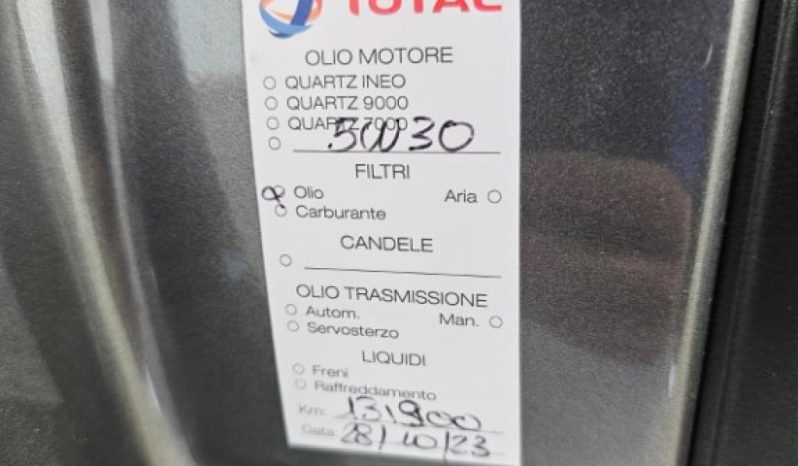 TOTAL
OLIO MOTORE
QUARTZ INEO
QUARTZ 9000
QUARTZ 7000
5W30
FILTRI
Olio Aria
Carburante
CANDELE
OLIO TRASMISSIONE
Autom. Man.
Servosterzo
LIQUIDI
Freni
Raffreddamento
Km: 131900
Data: 28/10/23